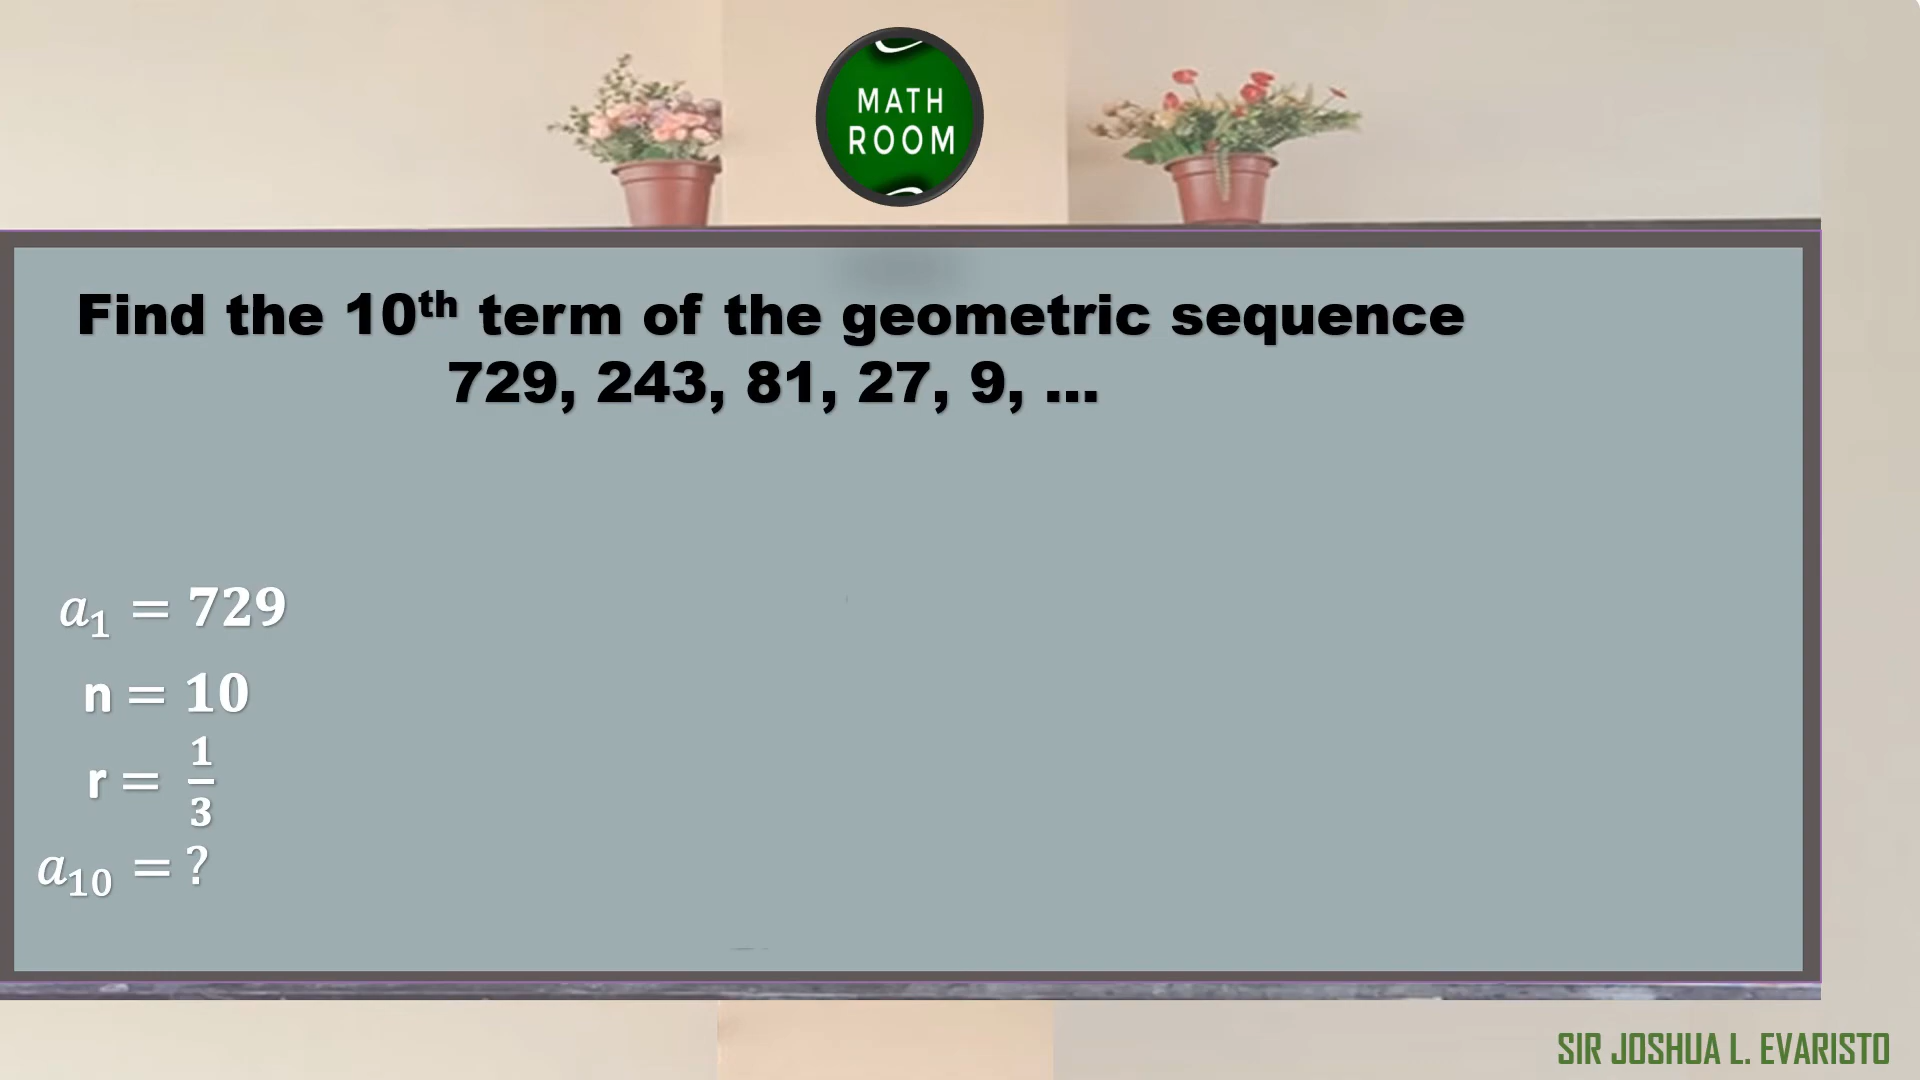 MATH
ROOM
Find the 10th term of the geometric sequence
729, 243, 81, 27, 9, ...
a₁ = 729
n = 10
r = 1/3
a₁₀ = ?
SIR JOSHUA L. EVARISTO